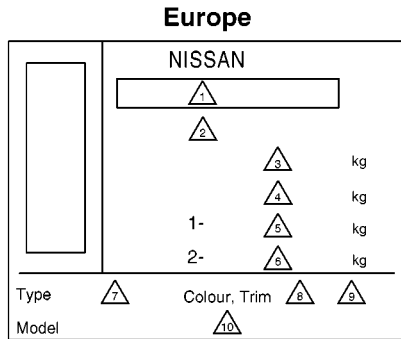 Europe
NISSAN
1
2
3 kg
4 kg
1- 5 kg
2- 6 kg
Type 7 Colour, Trim 8 9
Model 10